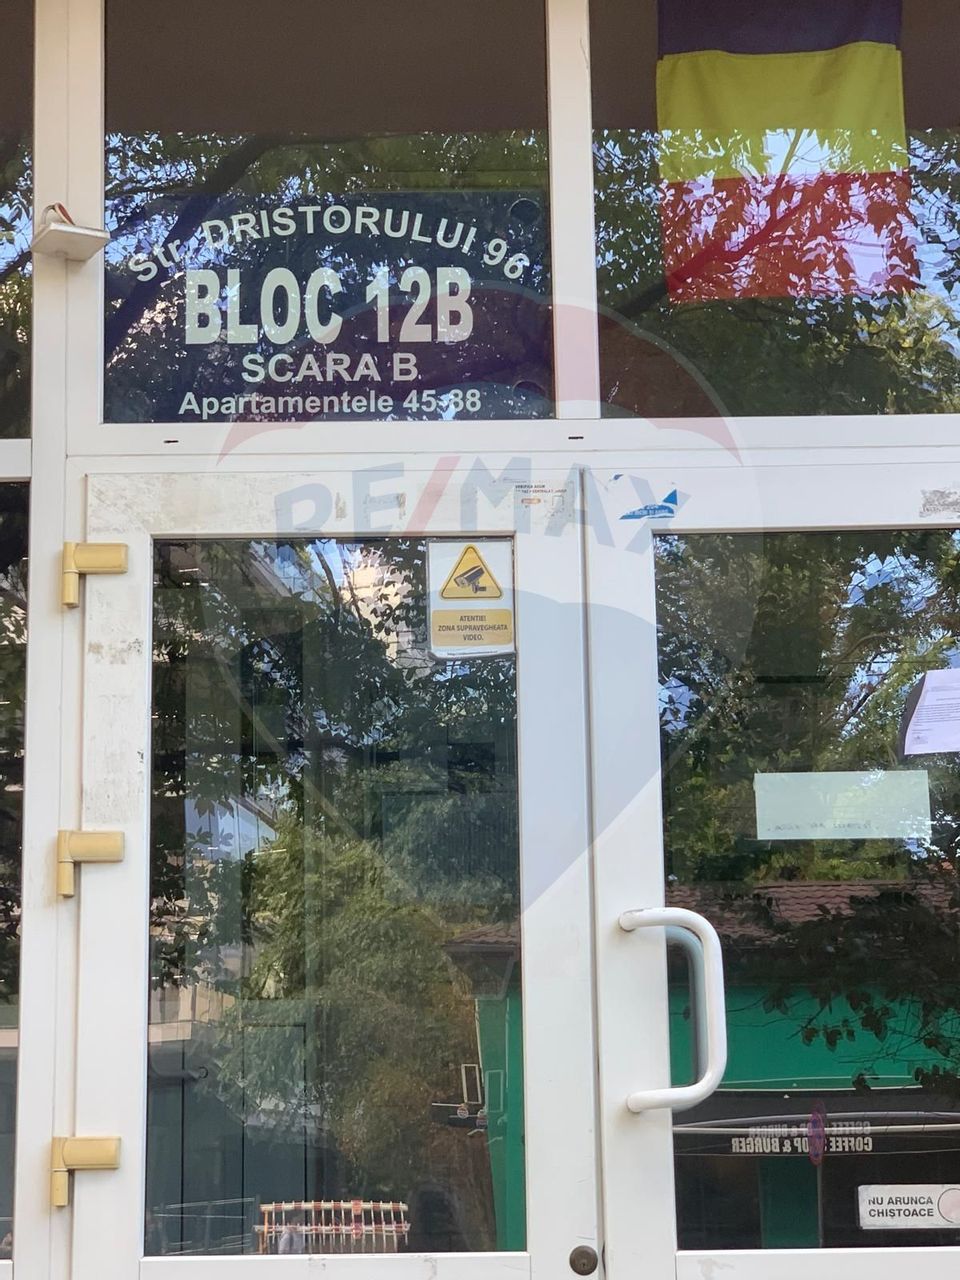 Str. DRISTORULUI 96
BLOC 12B
SCARA B
Apartamentele 45-88
RE/MAX
ATENTIE!
ZONA SUPRAVEGHEATA
VIDEO.
COFFEE SHOP & BURGER
NU ARUNCA
CHIȘTOACE